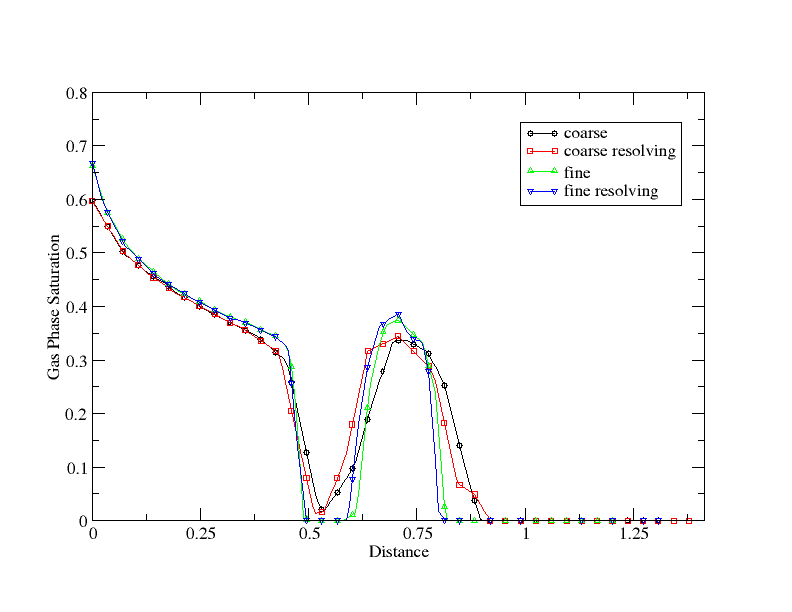 0.8
0.7
0.6
0.5
0.4
0.3
0.2
0.1
0
Gas Phase Saturation
coarse
coarse resolving
fine
fine resolving
0 0.25 0.5 0.75 1 1.25
Distance